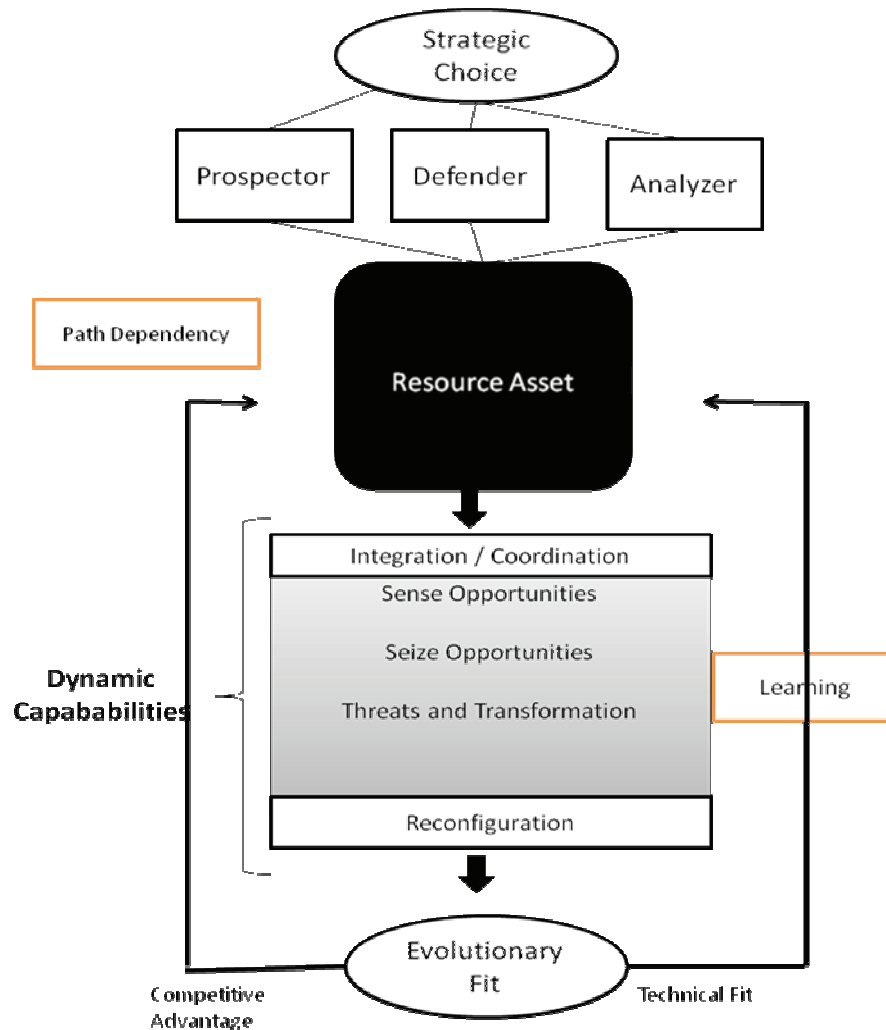 Strategic
Choice
Prospector
Defender
Analyzer
Path Dependency
Resource Asset
Integration / Coordination
Sense Opportunities
Seize Opportunities
Threats and Transformation
Dynamic
Capababilities
Learning
Reconfiguration
Evolutionary
Fit
Competitive
Advantage
Technical Fit